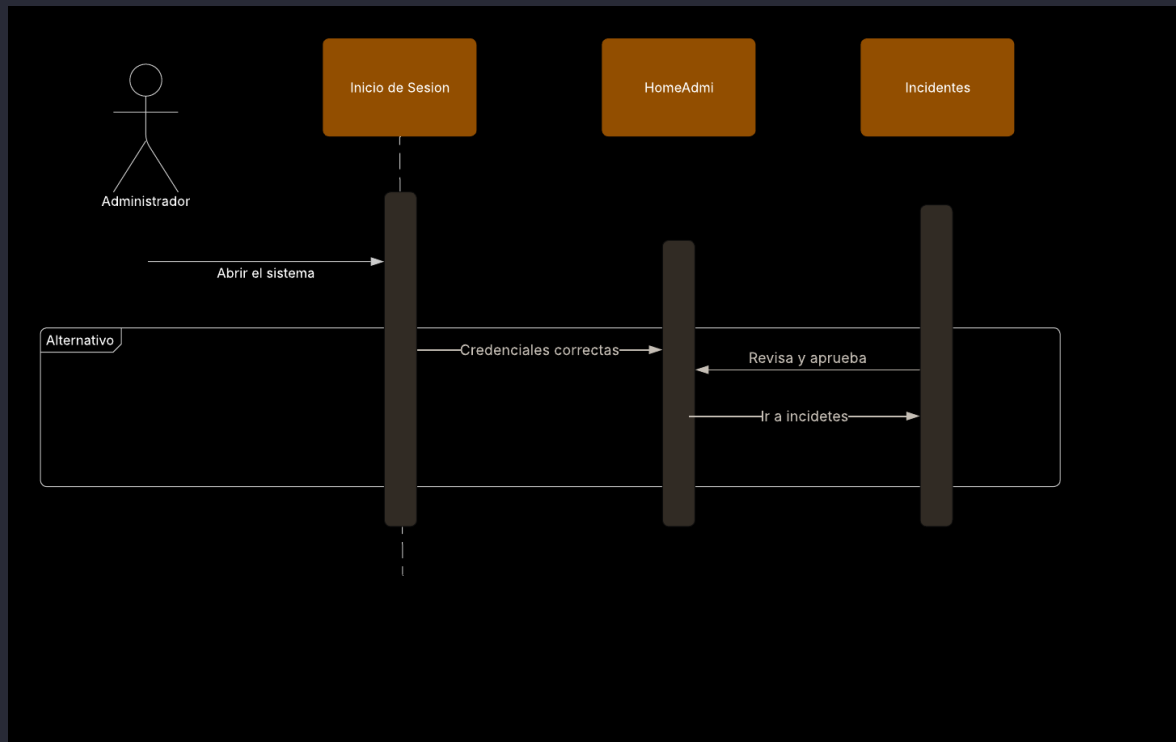 Inicio de Sesion
HomeAdmi
Incidentes
Administrador
Abrir el sistema
Alternativo
Credenciales correctas
Revisa y aprueba
Ir a incidetes